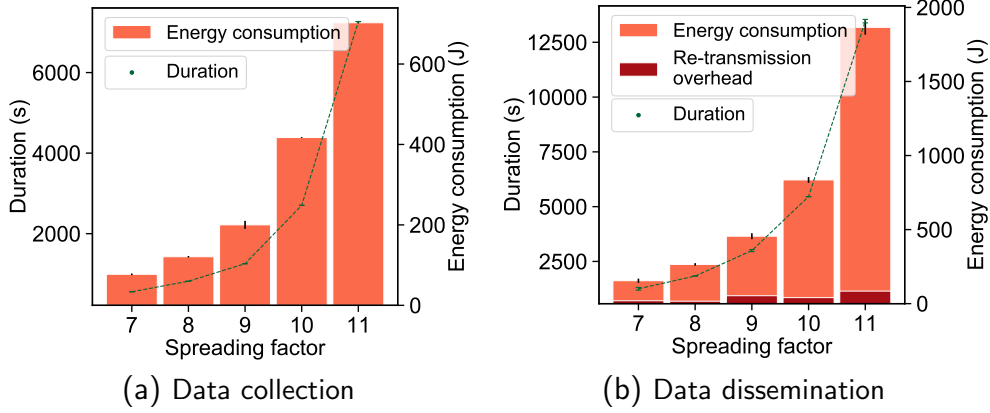 Energy consumption
Duration
Duration (s)
6000
4000
2000
600
400
200
0
Energy consumption (J)
7 8 9 10 11
Spreading factor
(a) Data collection
Energy consumption
Re-transmission
overhead
Duration
Duration (s)
12500
10000
7500
5000
2500
2000
1500
1000
500
0
Energy consumption (J)
7 8 9 10 11
Spreading factor
(b) Data dissemination